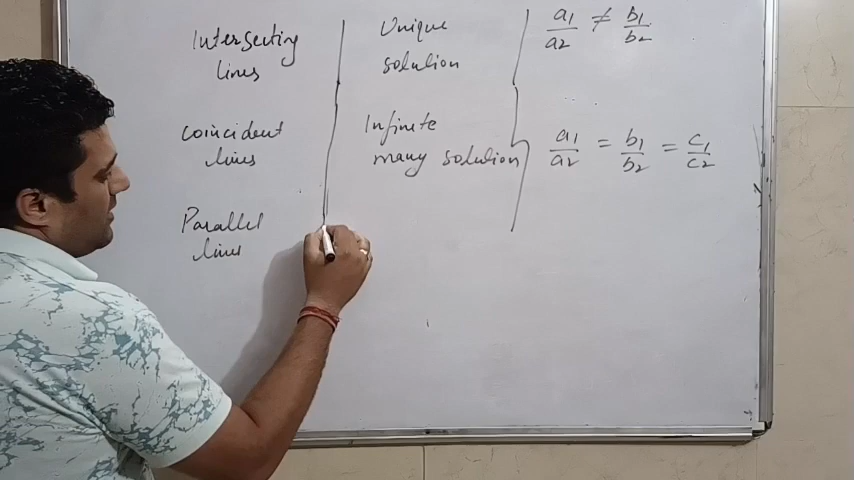 Intersecting lines
Unique solution
a1/a2 ≠ b1/b2
Coincident lines
Infinite many solution
a1/a2 = b1/b2 = c1/c2
Parallel lines